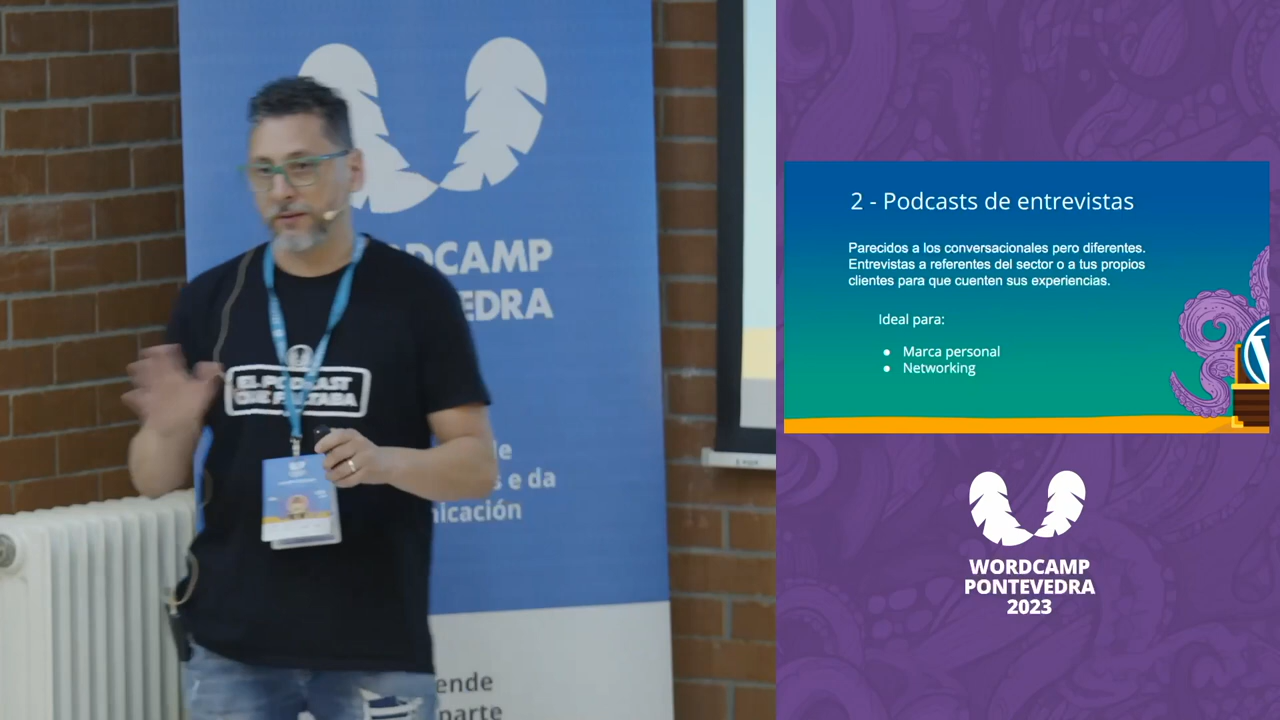 WORDCAMP
EDRA
EL PODCAST
QUE FALTABA
de
s e da
nicación
ende
parte
2 - Podcasts de entrevistas
Parecidos a los conversacionales pero diferentes.
Entrevistas a referentes del sector o a tus propios
clientes para que cuenten sus experiencias.
Ideal para:
● Marca personal
● Networking
WORDCAMP
PONTEVEDRA
2023